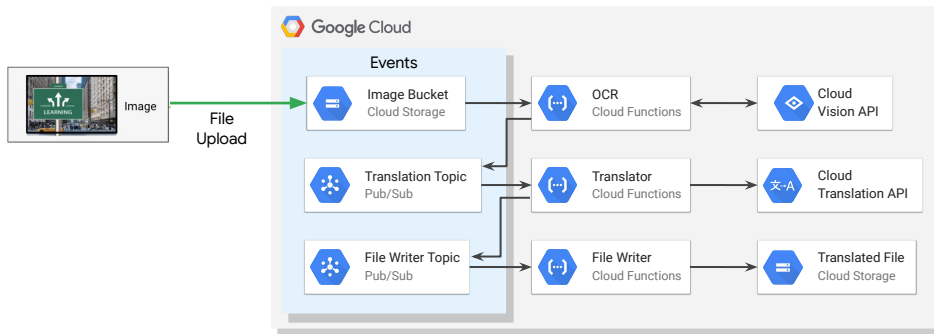 Google Cloud
Events
LEARNING
Image
File
Upload
Image Bucket
Cloud Storage
OCR
Cloud Functions
Cloud
Vision API
Translation Topic
Pub/Sub
Translator
Cloud Functions
文→A
Cloud
Translation API
File Writer Topic
Pub/Sub
File Writer
Cloud Functions
Translated File
Cloud Storage